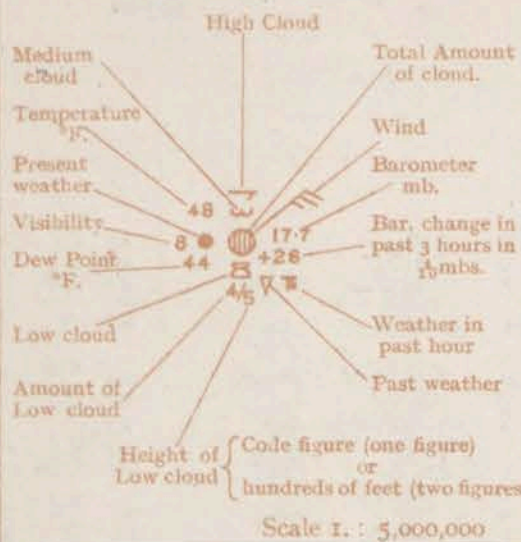 High Cloud
Medium
cloud
Total Amount
of cloud.
Temperature
°F.
Wind
Present
weather
Barometer
mb.
48
Visibility
8
17·7
Bar. change in
past 3 hours in
1/10 mbs.
+26
Dew Point
°F.
44
4/5
Low cloud
Weather in
past hour
Amount of
Low cloud
Past weather
Height of
Low cloud
Code figure (one figure)
or
hundreds of feet (two figures
Scale 1. : 5,000,000